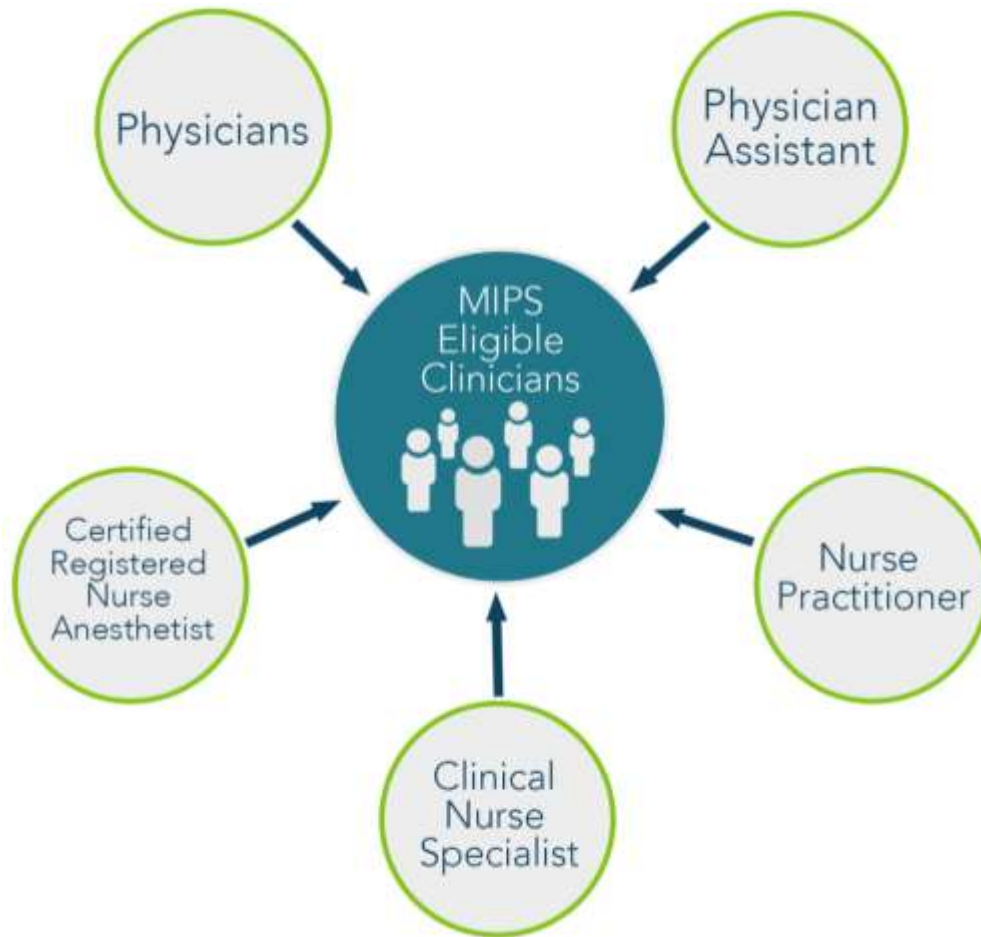 Physicians
Physician
Assistant
MIPS
Eligible
Clinicians
Certified
Registered
Nurse
Anesthetist
Nurse
Practitioner
Clinical
Nurse
Specialist